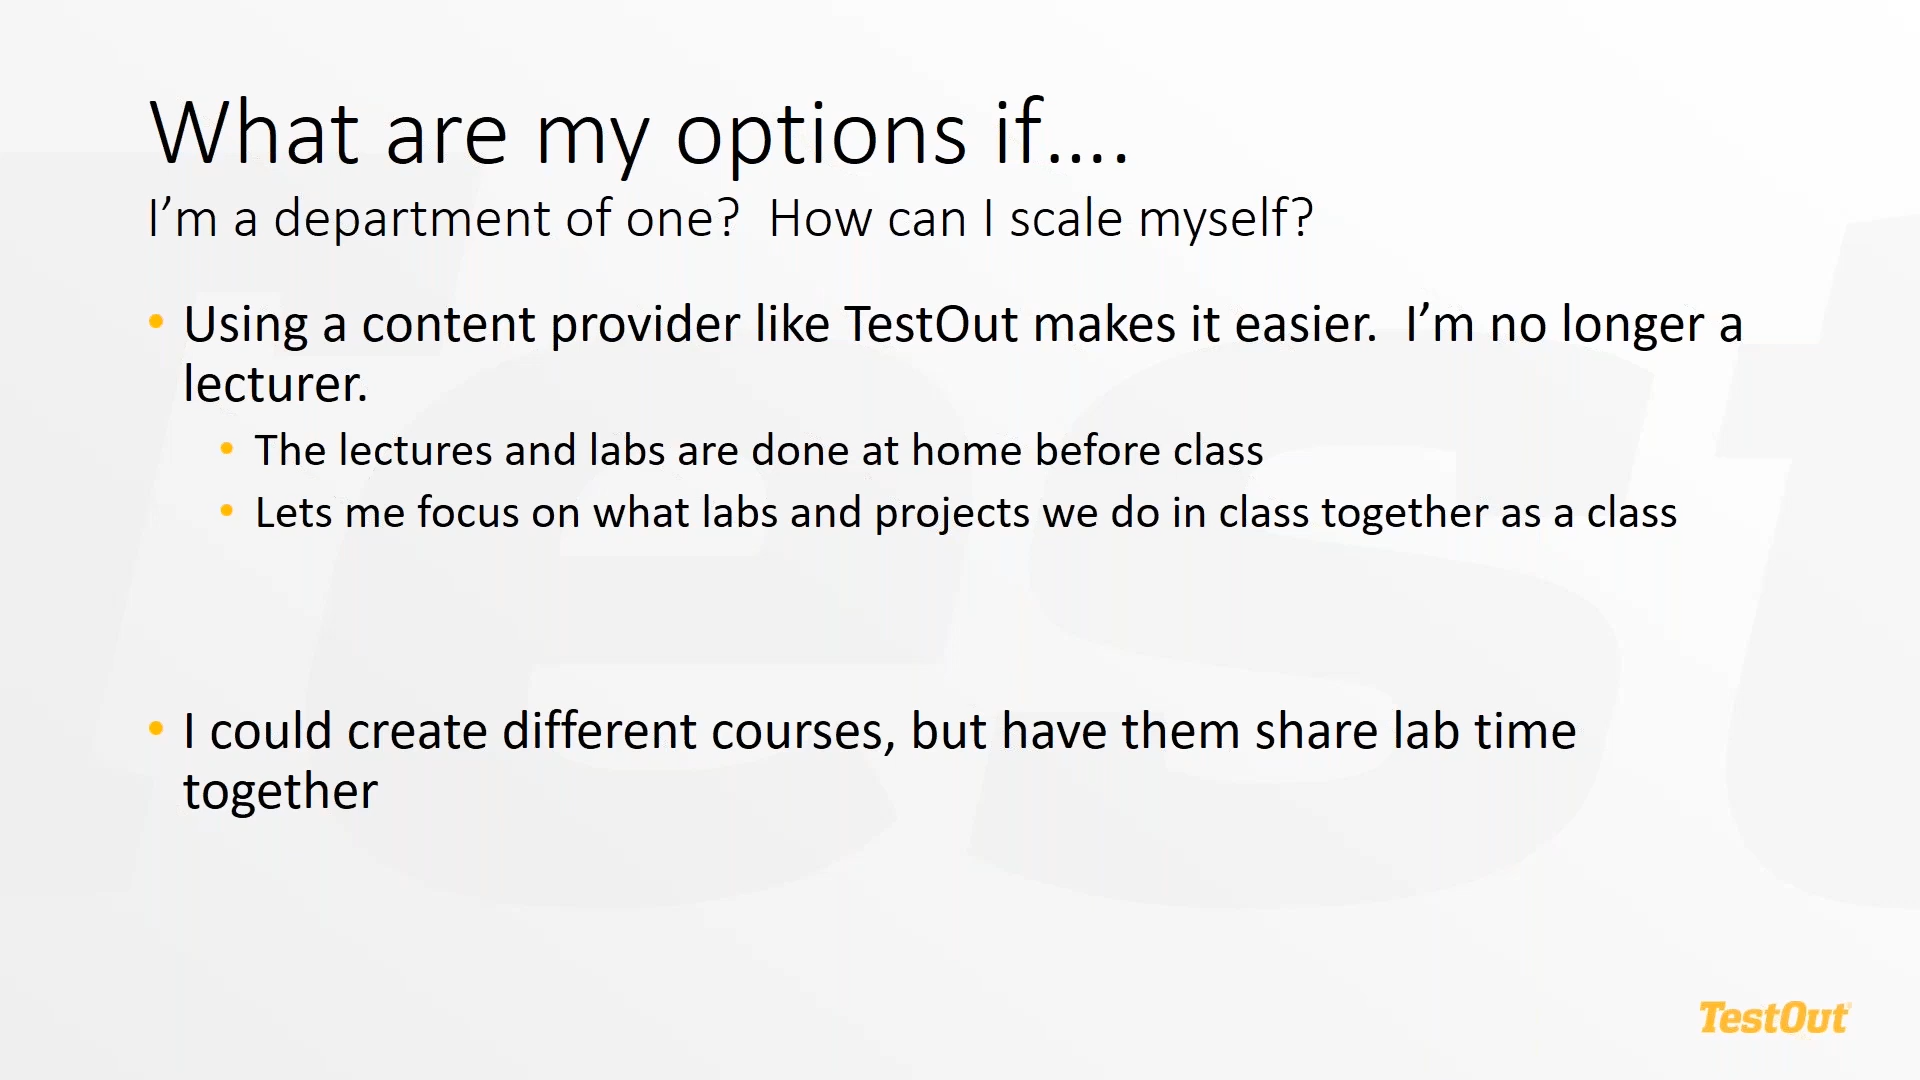 What are my options if....
I’m a department of one?  How can I scale myself?
• Using a content provider like TestOut makes it easier.  I’m no longer a
lecturer.
• The lectures and labs are done at home before class
• Lets me focus on what labs and projects we do in class together as a class
• I could create different courses, but have them share lab time
together
TestOut